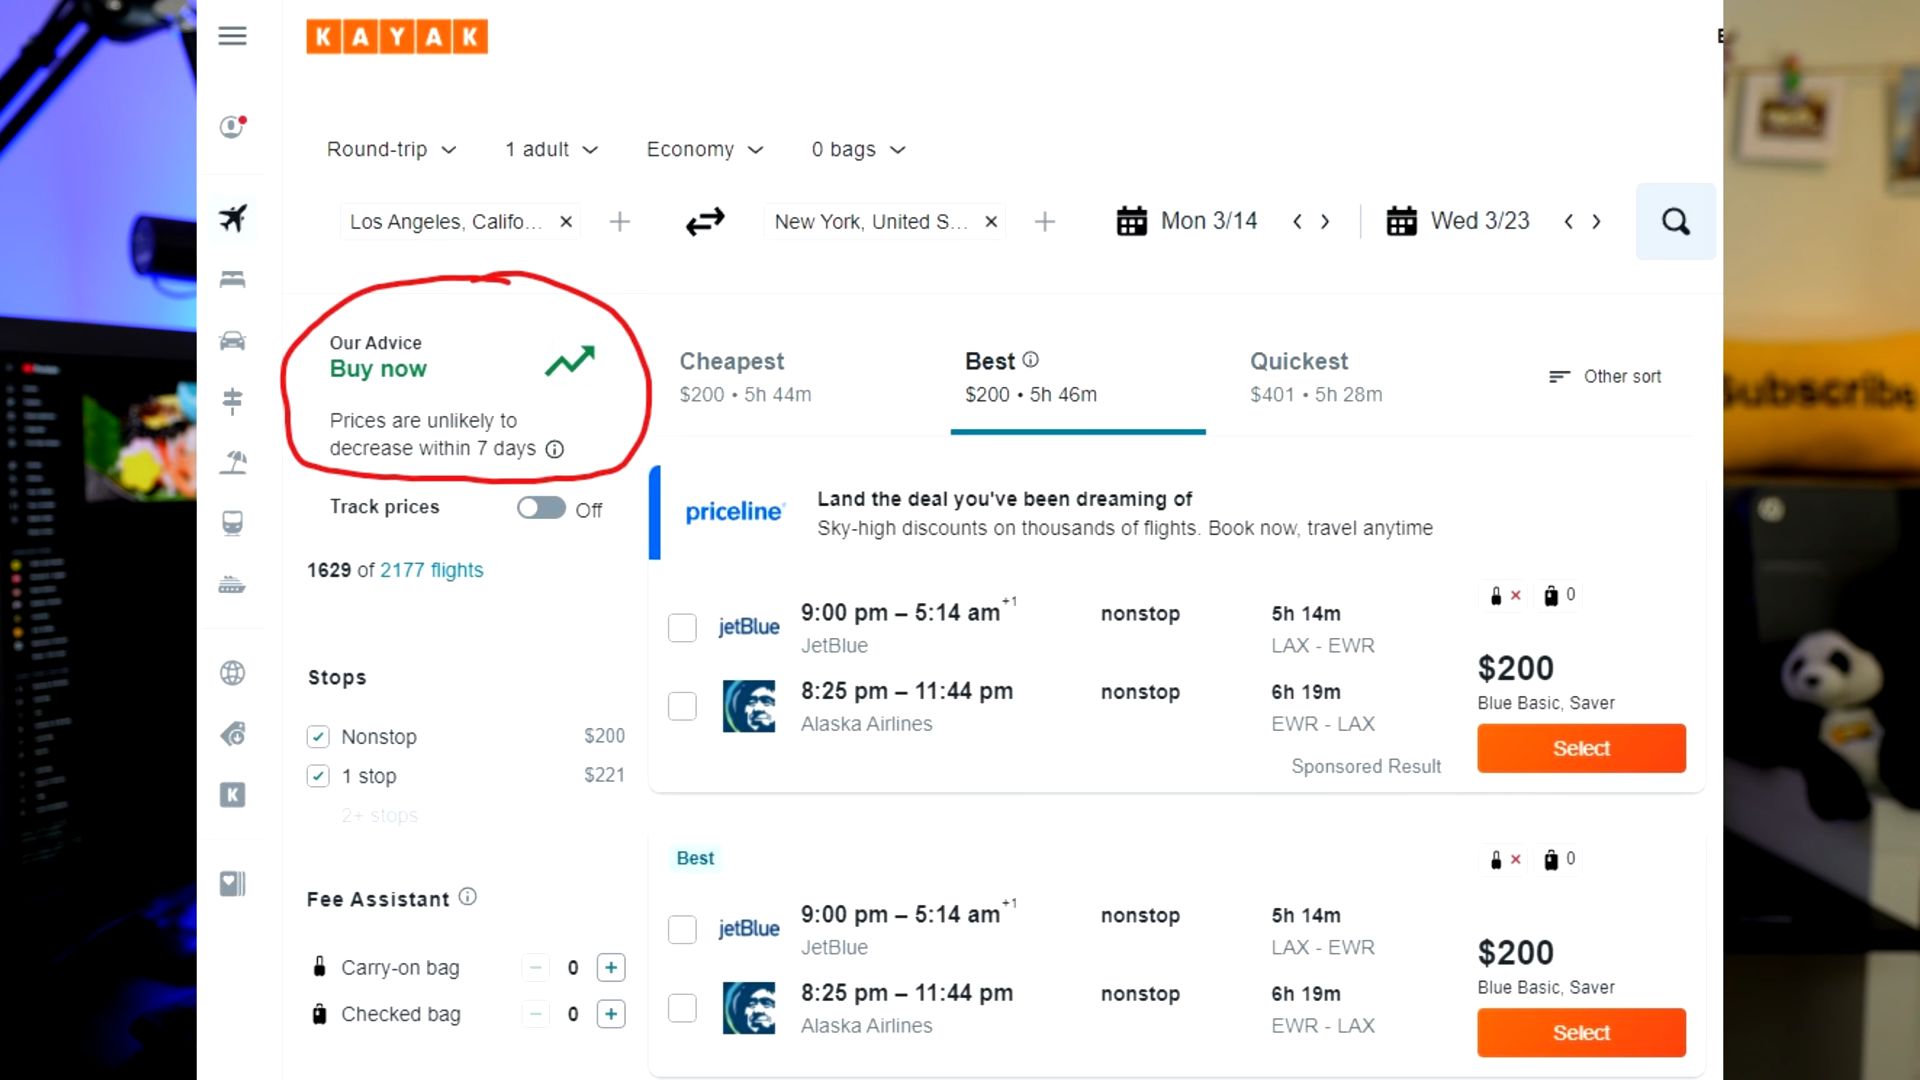 KAYAK
Round-trip
1 adult
Economy
0 bags
Los Angeles, Califo...
New York, United S...
Mon 3/14
Wed 3/23
Our Advice
Buy now
Prices are unlikely to
decrease within 7 days
Track prices
Off
1629 of 2177 flights
Stops
Nonstop $200
1 stop $221
2+ stops
Fee Assistant
Carry-on bag 0
Checked bag 0
Cheapest
$200 • 5h 44m
Best
$200 • 5h 46m
Quickest
$401 • 5h 28m
Other sort
priceline
Land the deal you've been dreaming of
Sky-high discounts on thousands of flights. Book now, travel anytime
0
jetBlue 9:00 pm – 5:14 am+1 nonstop 5h 14m
JetBlue LAX - EWR
8:25 pm – 11:44 pm nonstop 6h 19m
Alaska Airlines EWR - LAX
Sponsored Result
$200
Blue Basic, Saver
Select
Best
0
jetBlue 9:00 pm – 5:14 am+1 nonstop 5h 14m
JetBlue LAX - EWR
8:25 pm – 11:44 pm nonstop 6h 19m
Alaska Airlines EWR - LAX
$200
Blue Basic, Saver
Select
K
Subscribe